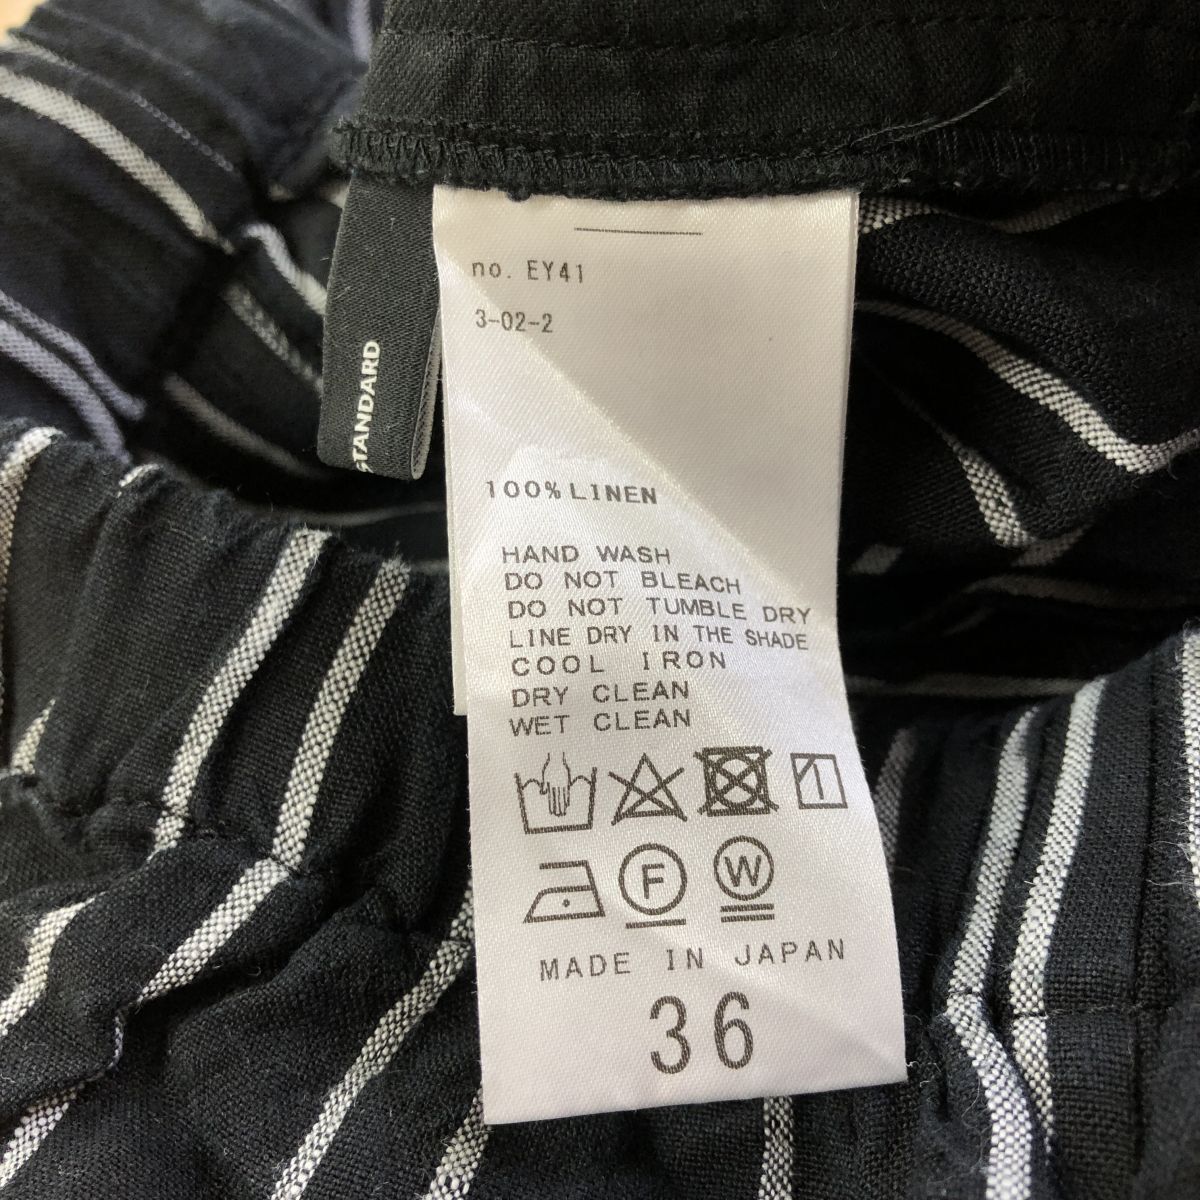 no. EY41
3-02-2
STANDARD
100% LINEN
HAND WASH
DO NOT BLEACH
DO NOT TUMBLE DRY
LINE DRY IN THE SHADE
COOL IRON
DRY CLEAN
WET CLEAN
F W
MADE IN JAPAN
36